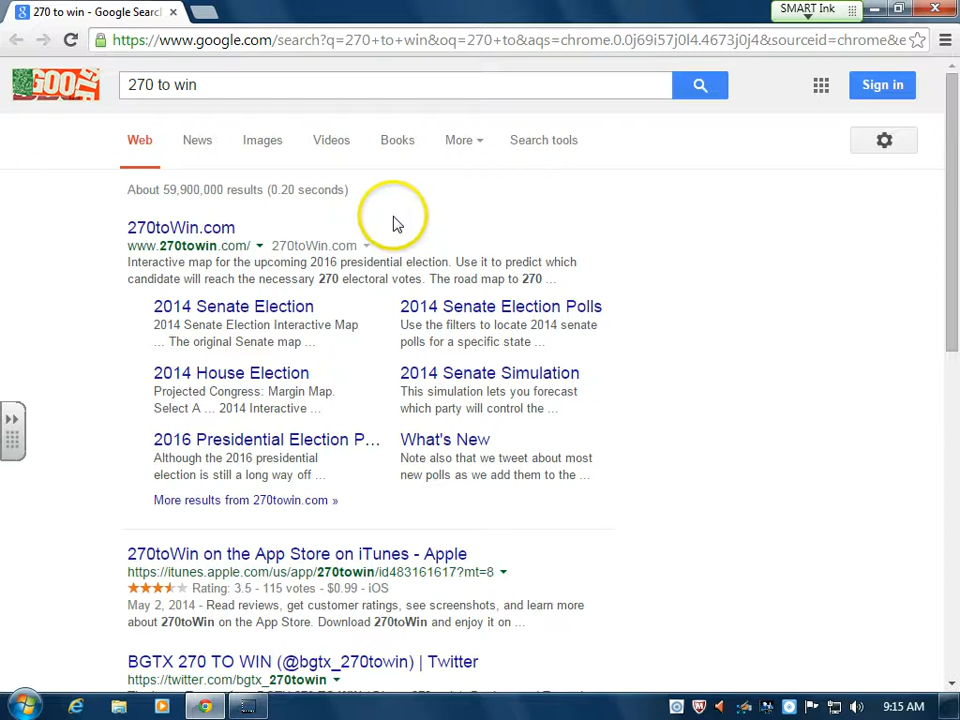 270 to win - Google Searc
SMART Ink
https://www.google.com/search?q=270+to+win&oq=270+to&aqs=chrome.0.0j69i57j0l4.4673j0j4&sourceid=chrome&e
GOOTS
270 to win
Sign in
Web News Images Videos Books More Search tools
About 59,900,000 results (0.20 seconds)
270toWin.com
www.270towin.com/ 270toWin.com
Interactive map for the upcoming 2016 presidential election. Use it to predict which
candidate will reach the necessary 270 electoral votes. The road map to 270 ...
2014 Senate Election
2014 Senate Election Interactive Map
... The original Senate map ...
2014 Senate Election Polls
Use the filters to locate 2014 senate
polls for a specific state ...
2014 House Election
Projected Congress: Margin Map.
Select A ... 2014 Interactive ...
2014 Senate Simulation
This simulation lets you forecast
which party will control the ...
2016 Presidential Election P...
Although the 2016 presidential
election is still a long way off ...
What's New
Note also that we tweet about most
new polls as we add them to the ...
More results from 270towin.com »
270toWin on the App Store on iTunes - Apple
https://itunes.apple.com/us/app/270towin/id483161617?mt=8
Rating: 3.5 - 115 votes - $0.99 - iOS
May 2, 2014 - Read reviews, get customer ratings, see screenshots, and learn more
about 270toWin on the App Store. Download 270toWin and enjoy it on ...
BGTX 270 TO WIN (@bgtx_270towin) | Twitter
https://twitter.com/bgtx_270towin
9:15 AM